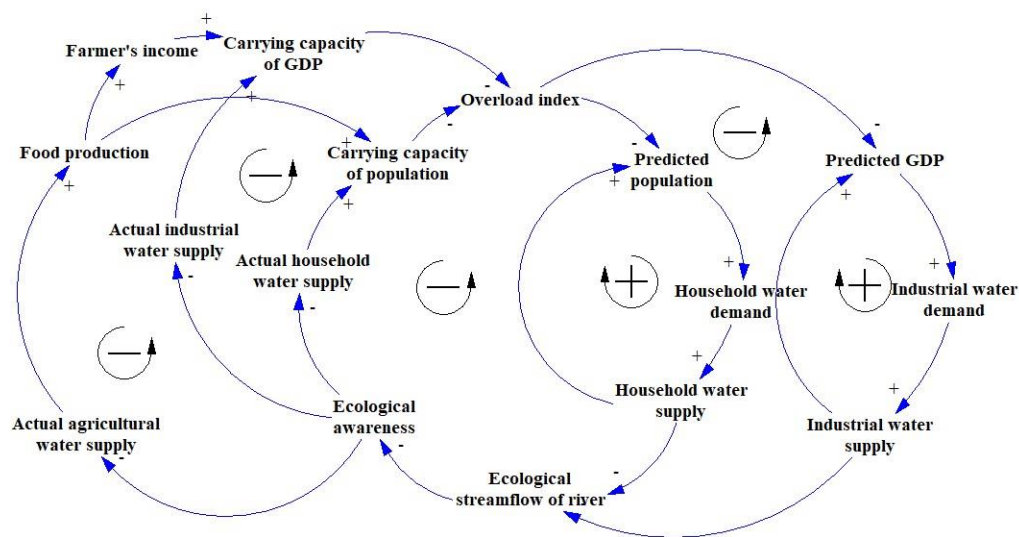 Farmer's income
Carrying capacity
of GDP
Overload index
Food production
Carrying capacity
of population
Predicted
population
Predicted GDP
Actual industrial
water supply
Actual household
water supply
Household water
demand
Industrial water
demand
Actual agricultural
water supply
Ecological
awareness
Household water
supply
Industrial water
supply
Ecological
streamflow of river